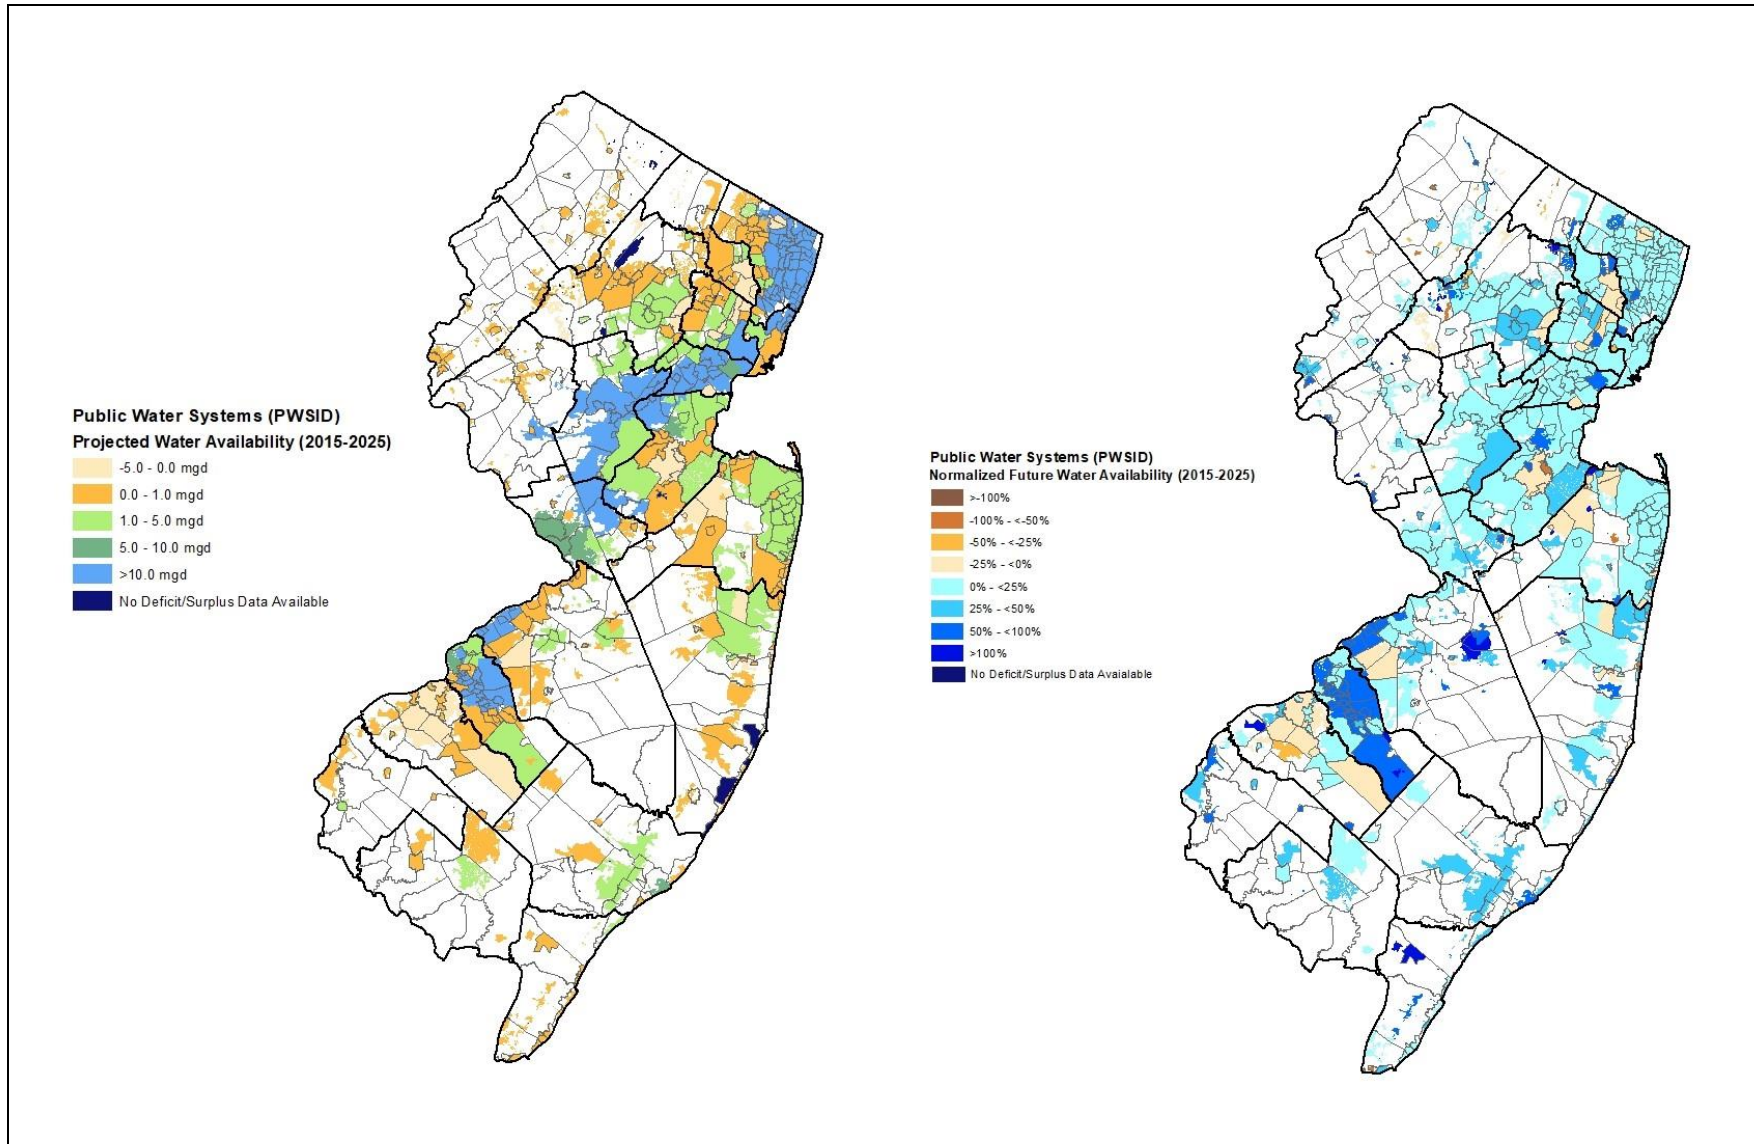 Public Water Systems (PWSID)
Projected Water Availability (2015-2025)
-5.0 - 0.0 mgd
0.0 - 1.0 mgd
1.0 - 5.0 mgd
5.0 - 10.0 mgd
>10.0 mgd
No Deficit/Surplus Data Available
Public Water Systems (PWSID)
Normalized Future Water Availability (2015-2025)
>-100%
-100% - <-50%
-50% - <-25%
-25% - <0%
0% - <25%
25% - <50%
50% - <100%
>100%
No Deficit/Surplus Data Avaialable